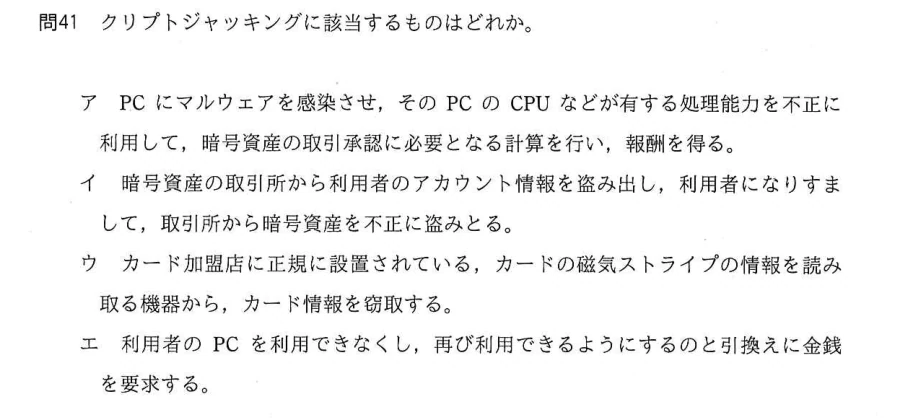 問41 クリプトジャッキングに該当するものはどれか。
ア PC にマルウェアを感染させ，その PC の CPU などが有する処理能力を不正に
利用して，暗号資産の取引承認に必要となる計算を行い，報酬を得る。
イ 暗号資産の取引所から利用者のアカウント情報を盗み出し，利用者になりすま
して，取引所から暗号資産を不正に盗みとる。
ウ カード加盟店に正規に設置されている，カードの磁気ストライプの情報を読み
取る機器から，カード情報を窃取する。
エ 利用者の PC を利用できなくし，再び利用できるようにするのと引換えに金銭
を要求する。